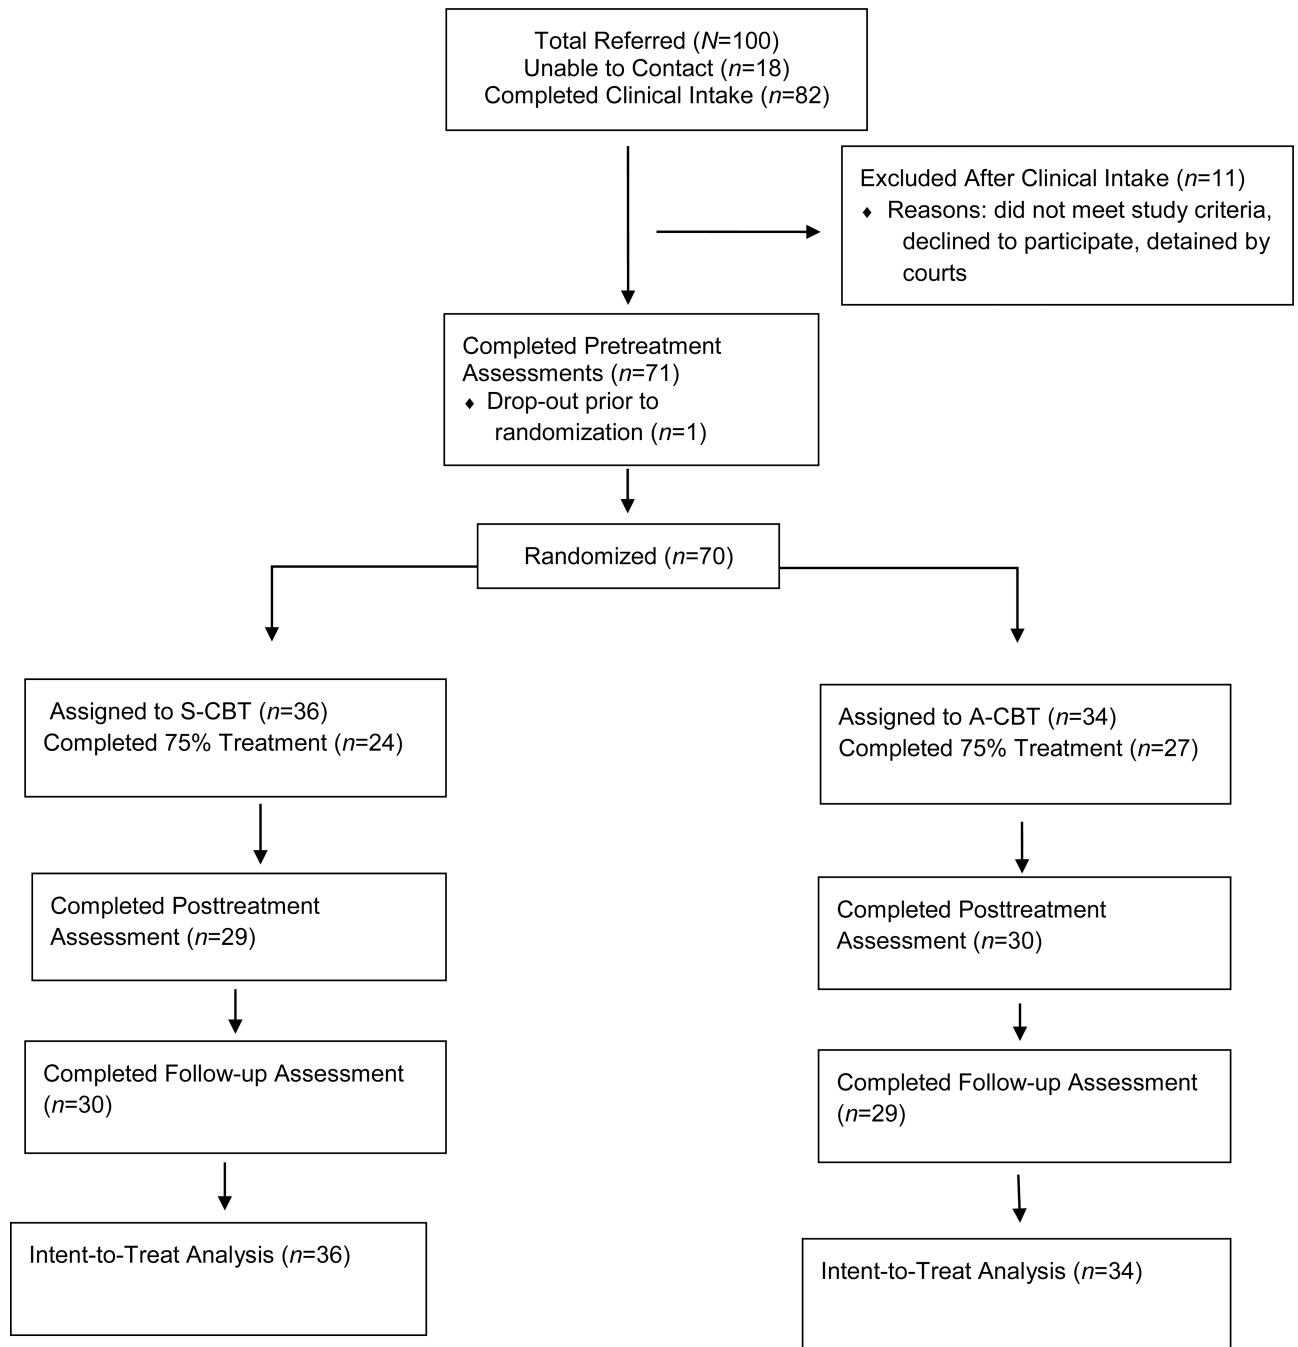 Total Referred (N=100)
Unable to Contact (n=18)
Completed Clinical Intake (n=82)
Excluded After Clinical Intake (n=11)
♦ Reasons: did not meet study criteria,
declined to participate, detained by
courts
Completed Pretreatment
Assessments (n=71)
♦ Drop-out prior to
randomization (n=1)
Randomized (n=70)
Assigned to S-CBT (n=36)
Completed 75% Treatment (n=24)
Assigned to A-CBT (n=34)
Completed 75% Treatment (n=27)
Completed Posttreatment
Assessment (n=29)
Completed Posttreatment
Assessment (n=30)
Completed Follow-up Assessment
(n=30)
Completed Follow-up Assessment
(n=29)
Intent-to-Treat Analysis (n=36)
Intent-to-Treat Analysis (n=34)